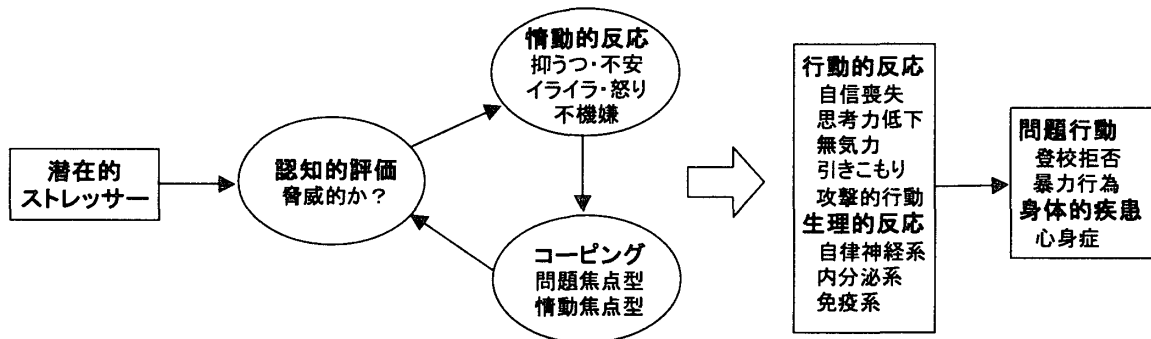 潜在的
ストレッサー
認知的評価
脅威的か？
情動的反応
抑うつ・不安
イライラ・怒り
不機嫌
コーピング
問題焦点型
情動焦点型
行動的反応
自信喪失
思考力低下
無気力
引きこもり
攻撃的行動
生理的反応
自律神経系
内分泌系
免疫系
問題行動
登校拒否
暴力行為
身体的疾患
心身症